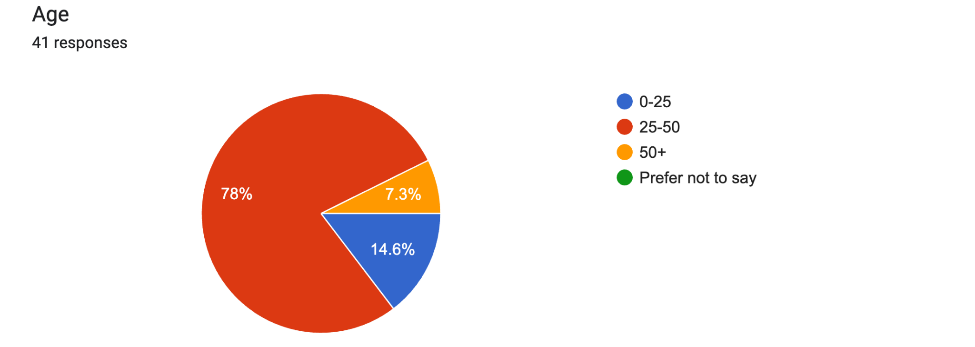 Age
41 responses
78%
7.3%
14.6%
0-25
25-50
50+
Prefer not to say